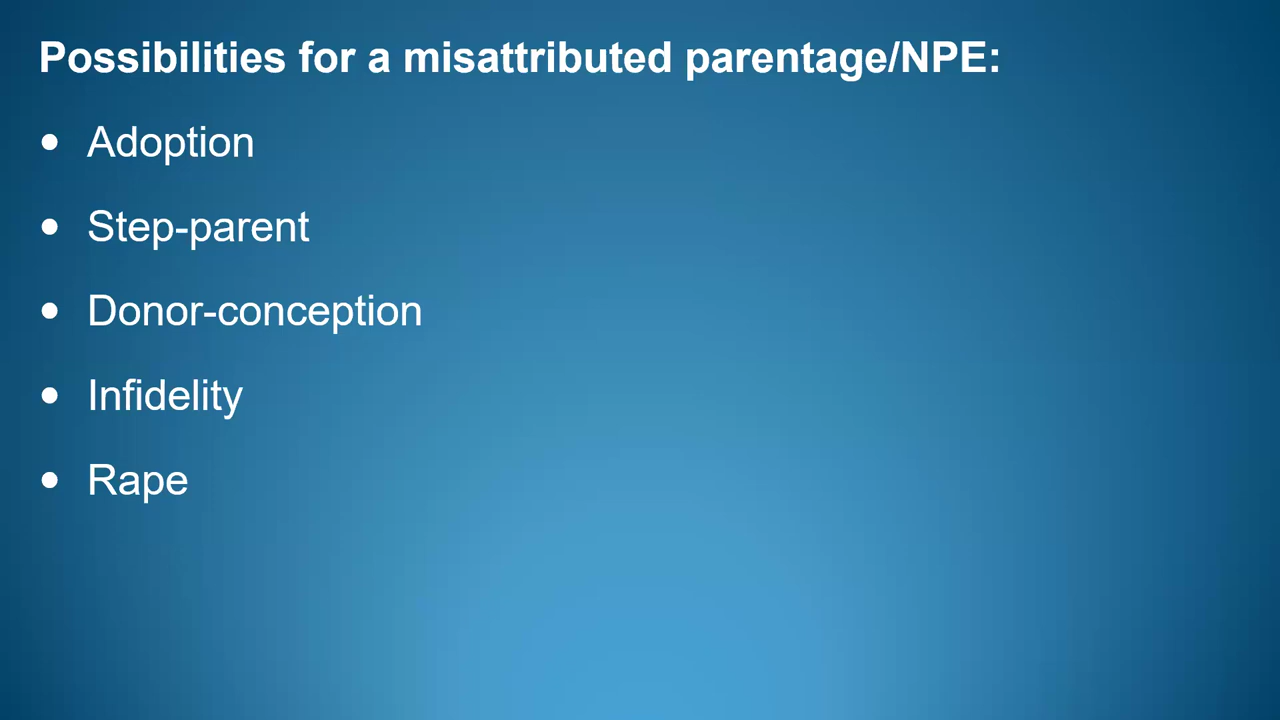 Possibilities for a misattributed parentage/NPE:
• Adoption
• Step-parent
• Donor-conception
• Infidelity
• Rape